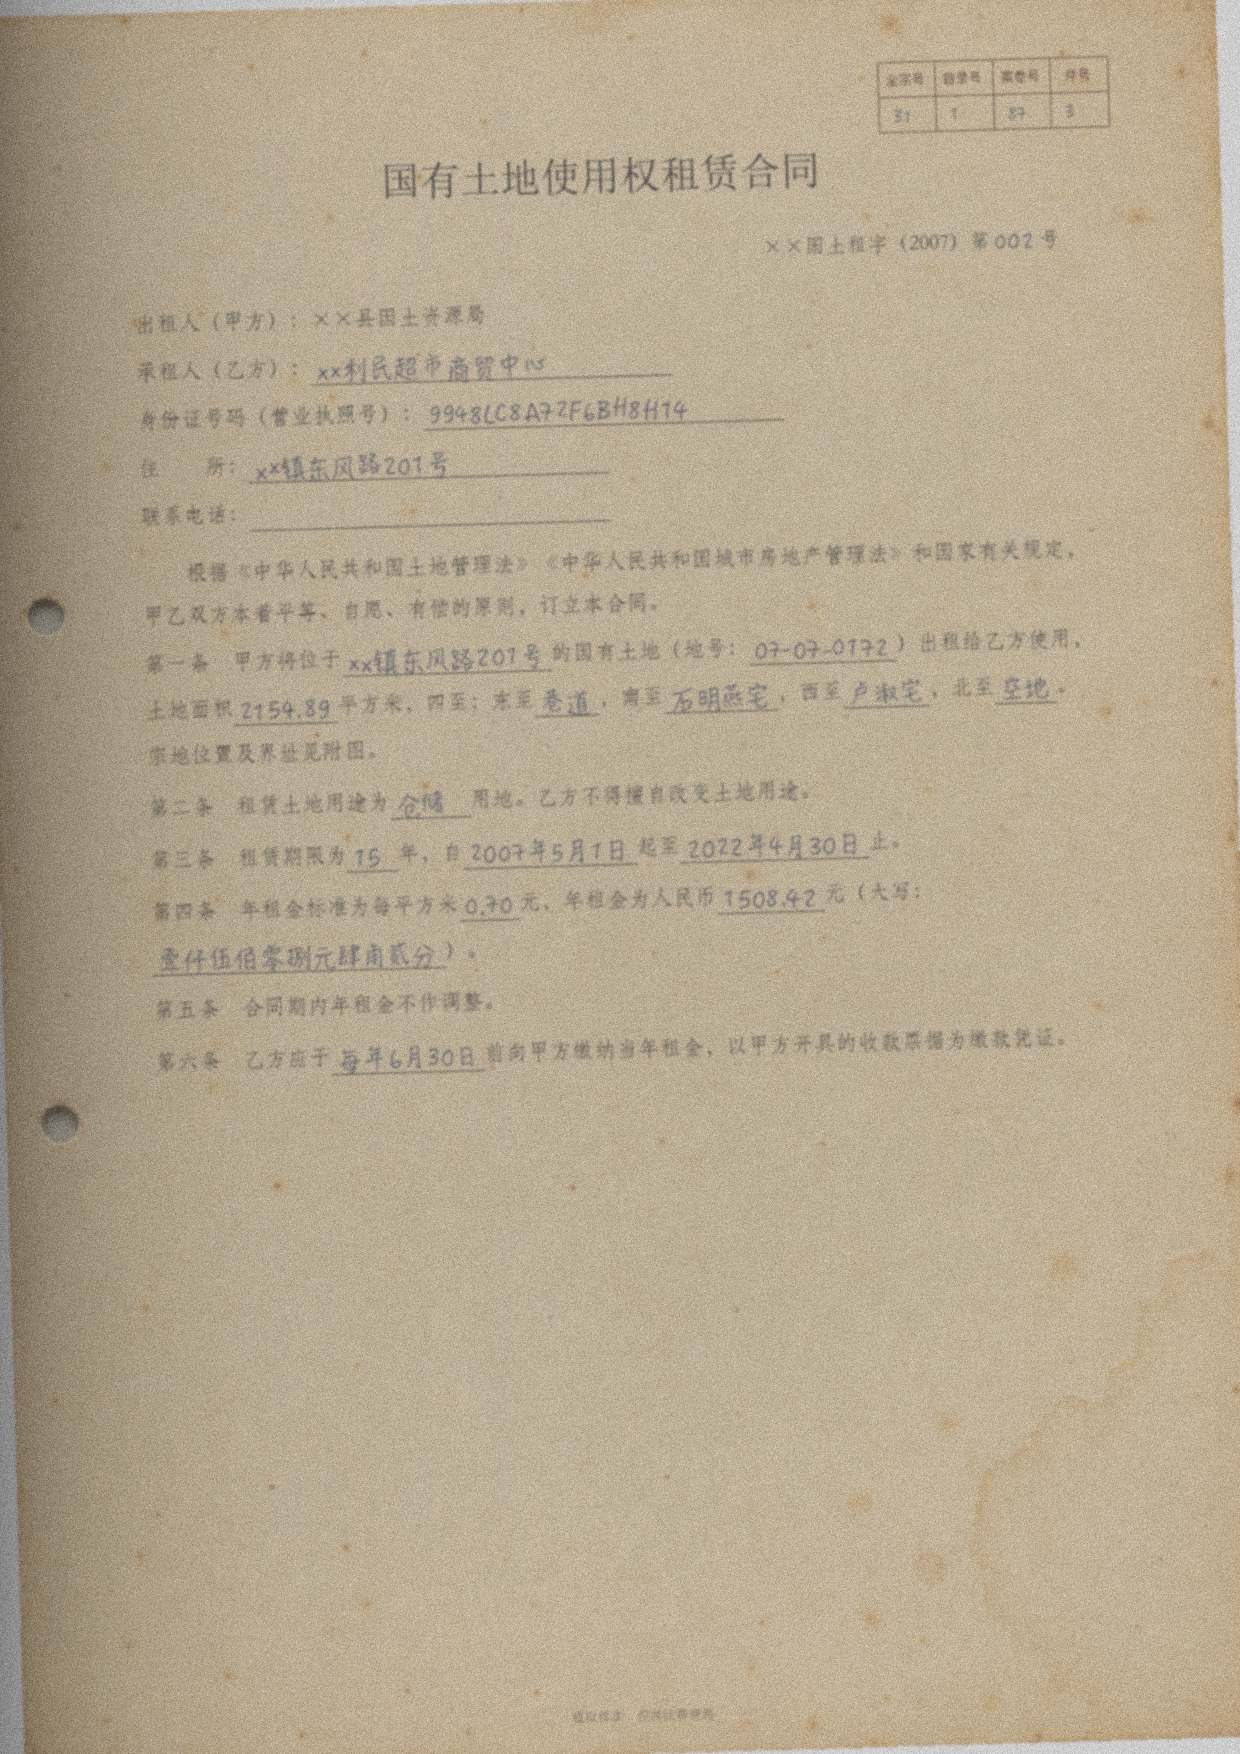 全宗号 目录号 案卷号 件号
31 1 87 3
国有土地使用权租赁合同
××国土租字（2007）第002号
出租人（甲方）：××县国土资源局
承租人（乙方）：××利民超市商贸中心
身份证号码（营业执照号）：9948LC8A72F6BH8H14
住　　所：××镇东风路201号
联系电话：
根据《中华人民共和国土地管理法》《中华人民共和国城市房地产管理法》和国家有关规定，
甲乙双方本着平等、自愿、有偿的原则，订立本合同。
第一条　甲方将位于××镇东风路201号的国有土地（地号：07-07-0172）出租给乙方使用，
土地面积2154.89平方米，四至：东至巷道，南至石明燕宅，西至卢淑宅，北至空地。
宗地位置及界址见附图。
第二条　租赁土地用途为仓储　用地。乙方不得擅自改变土地用途。
第三条　租赁期限为15　年，自2007年5月1日起至2022年4月30日止。
第四条　年租金标准为每平方米0.70元，年租金为人民币1508.42元（大写：
壹仟伍佰零捌元肆角贰分）。
第五条　合同期内年租金不作调整。
第六条　乙方应于每年6月30日前向甲方缴纳当年租金，以甲方开具的收款票据为缴款凭证。